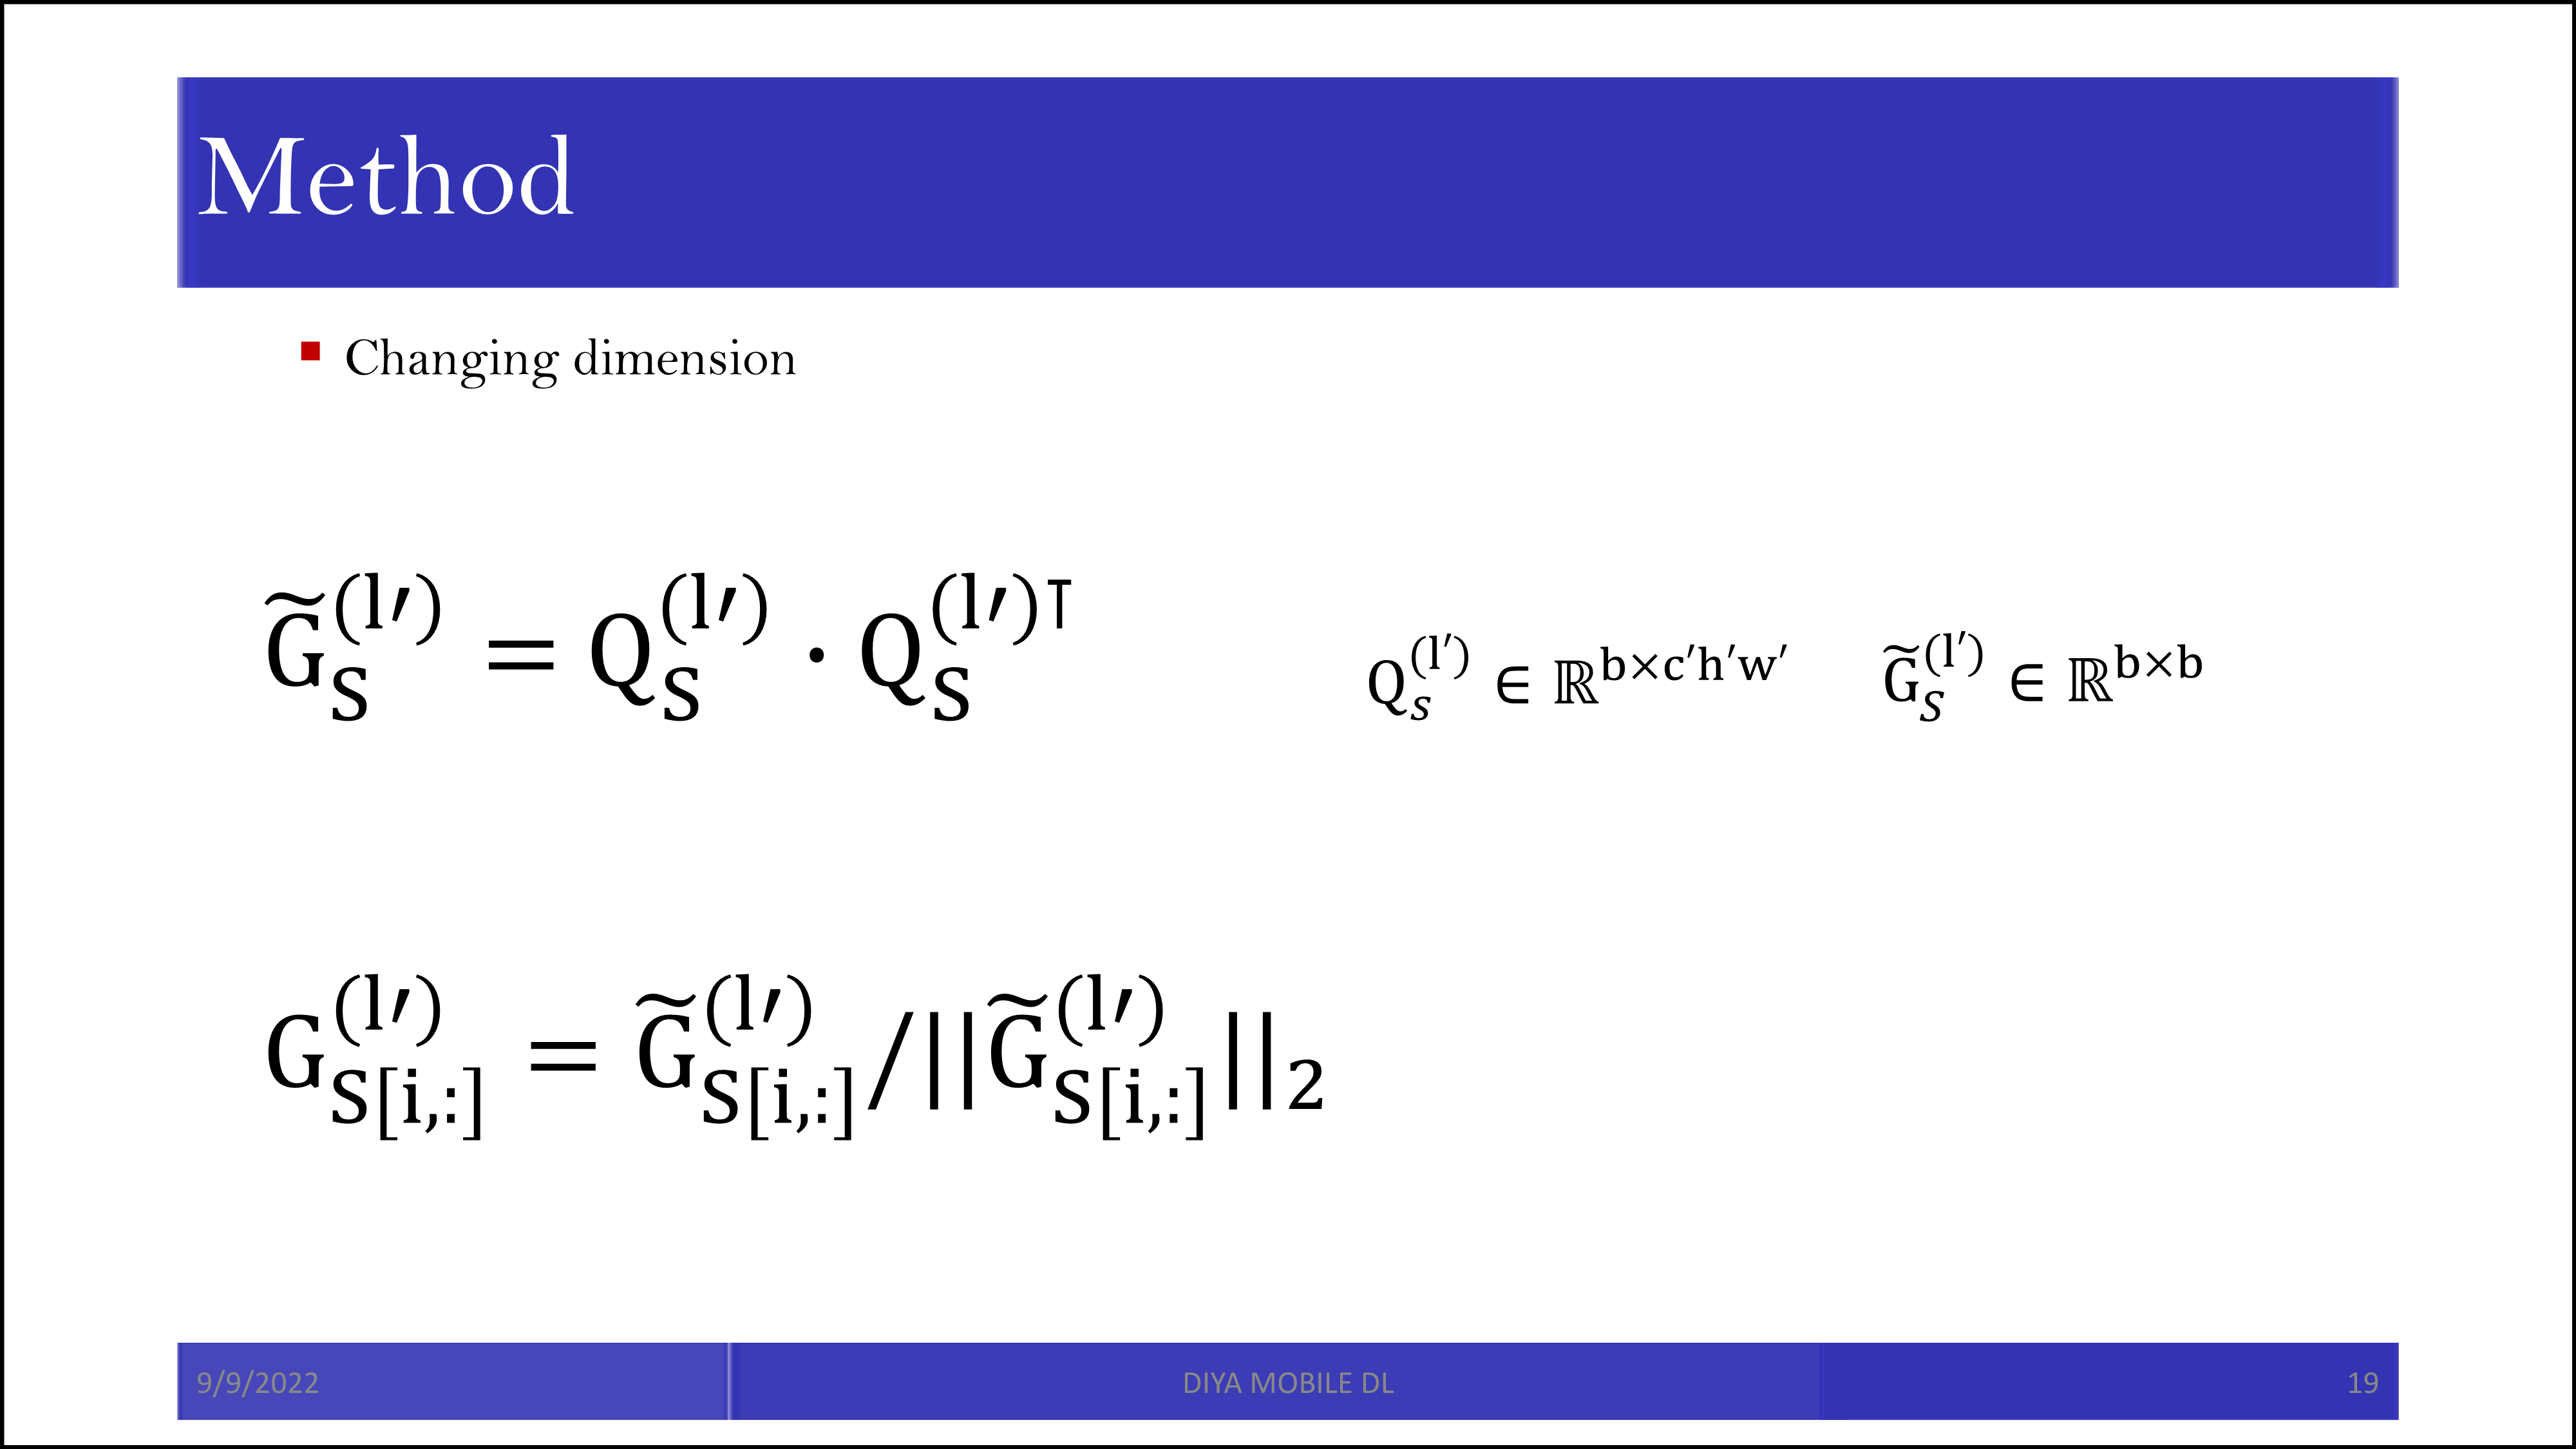 Method
Changing dimension
G̃_S^(l′) = Q_S^(l′) · Q_S^(l′)⊺
Q_s^(l′) ∈ ℝ^b×c′h′w′ G̃_S^(l′) ∈ ℝ^b×b
G_S[i,:]^(l′) = G̃_S[i,:]^(l′)/||G̃_S[i,:]^(l′)||_2
9/9/2022
DIYA MOBILE DL
19